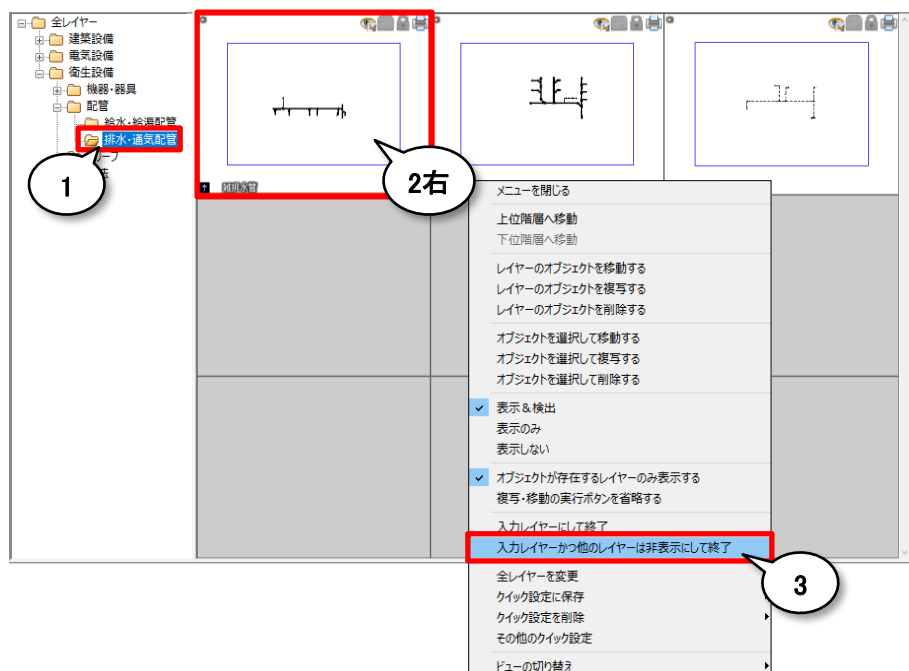 全レイヤー
建築設備
電気設備
衛生設備
機器・器具
配管
給水・給湯配管
排水・通気配管
1
雑排水管
2右
メニューを閉じる
上位階層へ移動
下位階層へ移動
レイヤーのオブジェクトを移動する
レイヤーのオブジェクトを複写する
レイヤーのオブジェクトを削除する
オブジェクトを選択して移動する
オブジェクトを選択して複写する
オブジェクトを選択して削除する
表示&検出
表示のみ
表示しない
オブジェクトが存在するレイヤーのみ表示する
複写・移動の実行ボタンを省略する
入力レイヤーにして終了
入力レイヤーかつ他のレイヤーは非表示にして終了
3
全レイヤーを変更
クイック設定に保存
クイック設定を削除
その他のクイック設定
ビューの切り替え